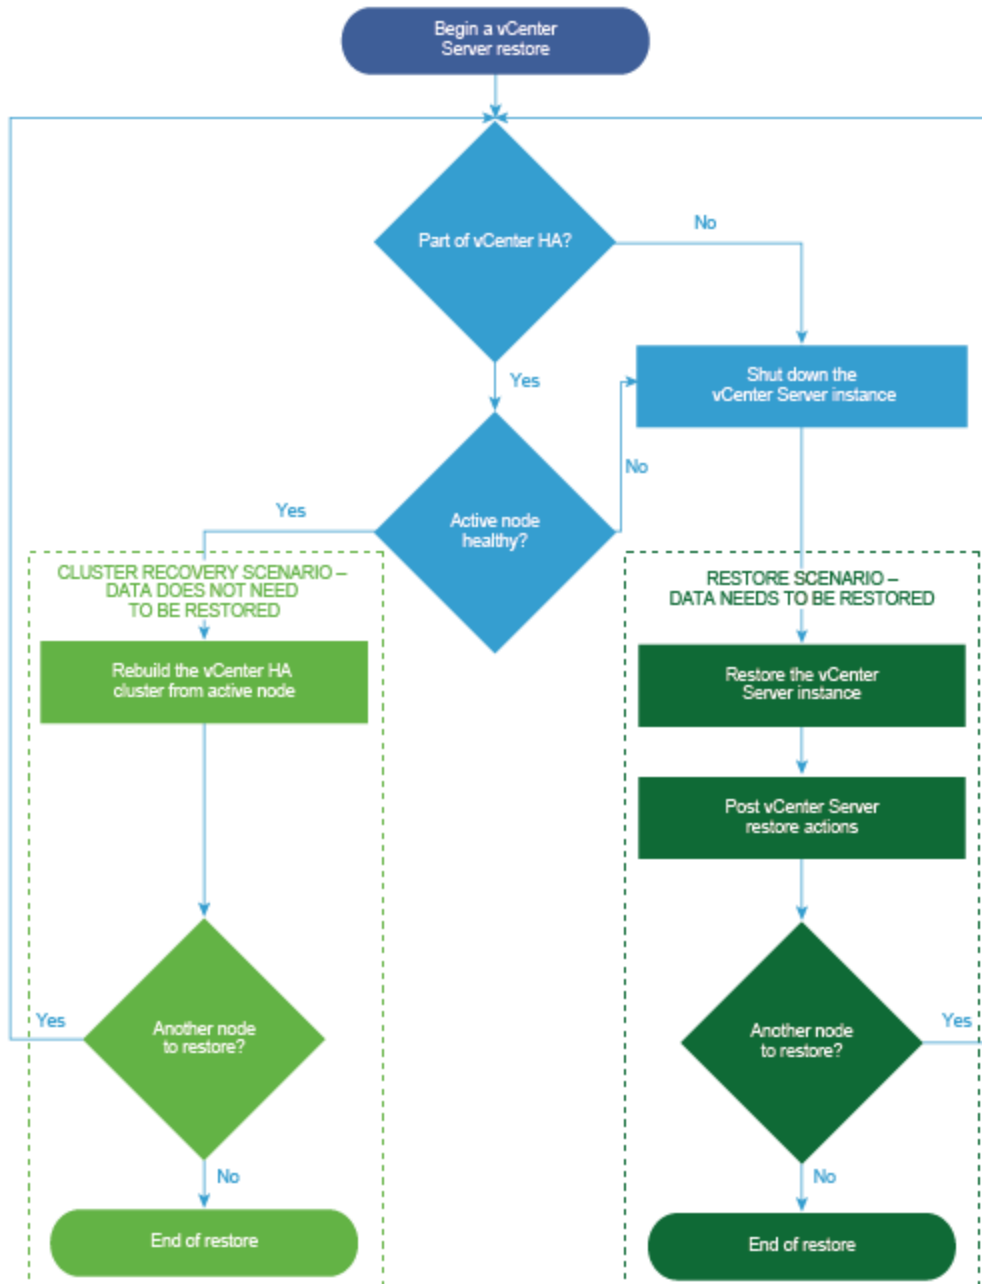 Begin a vCenter
Server restore
Part of vCenter HA?
No
Yes
Shut down the
vCenter Server instance
No
Active node
healthy?
Yes
CLUSTER RECOVERY SCENARIO –
DATA DOES NOT NEED
TO BE RESTORED
RESTORE SCENARIO –
DATA NEEDS TO BE RESTORED
Rebuild the vCenter HA
cluster from active node
Restore the vCenter
Server instance
Post vCenter Server
restore actions
Yes
Another node
to restore?
Another node
to restore?
Yes
No
No
End of restore
End of restore